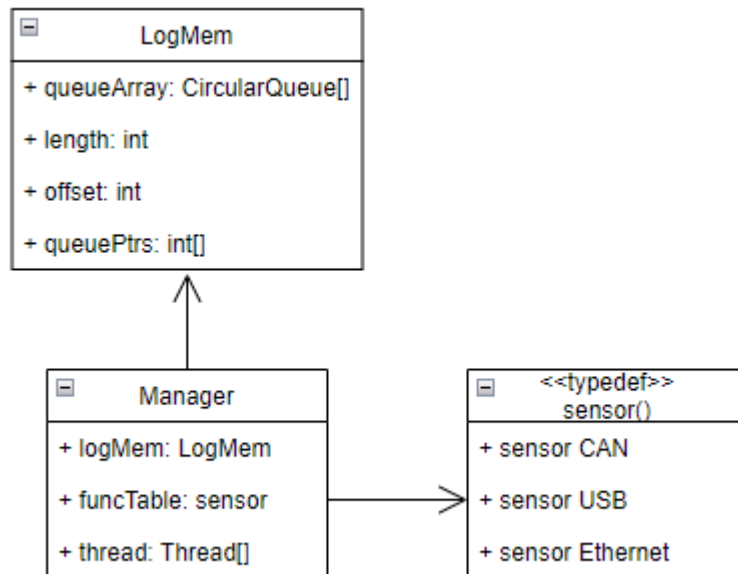 LogMem
+ queueArray: CircularQueue[]
+ length: int
+ offset: int
+ queuePtrs: int[]
Manager
+ logMem: LogMem
+ funcTable: sensor
+ thread: Thread[]
<<typedef>>
sensor()
+ sensor CAN
+ sensor USB
+ sensor Ethernet